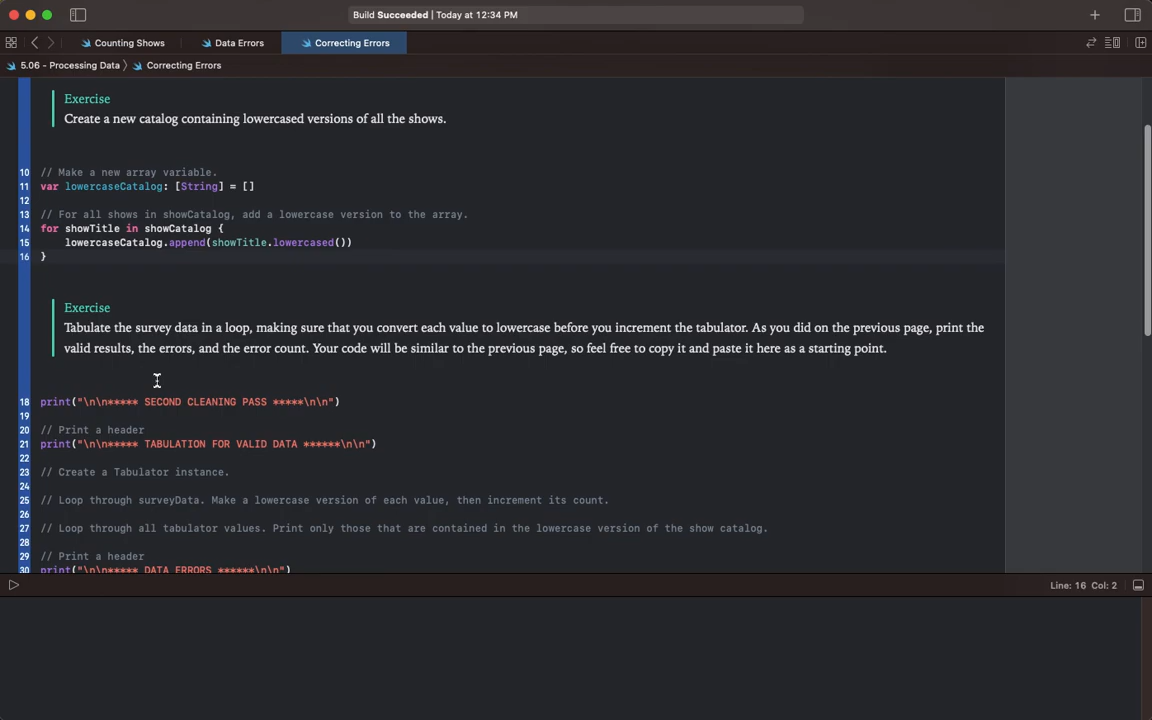 Build Succeeded | Today at 12:34 PM
Counting Shows
Data Errors
Correcting Errors
5.06 - Processing Data
Correcting Errors
Exercise
Create a new catalog containing lowercased versions of all the shows.
10 // Make a new array variable.
11 var lowercaseCatalog: [String] = []
12
13 // For all shows in showCatalog, add a lowercase version to the array.
14 for showTitle in showCatalog {
15 lowercaseCatalog.append(showTitle.lowercased())
16 }
Exercise
Tabulate the survey data in a loop, making sure that you convert each value to lowercase before you increment the tabulator. As you did on the previous page, print the
valid results, the errors, and the error count. Your code will be similar to the previous page, so feel free to copy it and paste it here as a starting point.
18 print("\n\n***** SECOND CLEANING PASS *****\n\n")
19
20 // Print a header
21 print("\n\n***** TABULATION FOR VALID DATA ******\n\n")
22
23 // Create a Tabulator instance.
24
25 // Loop through surveyData. Make a lowercase version of each value, then increment its count.
26
27 // Loop through all tabulator values. Print only those that are contained in the lowercase version of the show catalog.
28
29 // Print a header
30 print("\n\n***** DATA ERRORS ******\n\n")
Line: 16 Col: 2